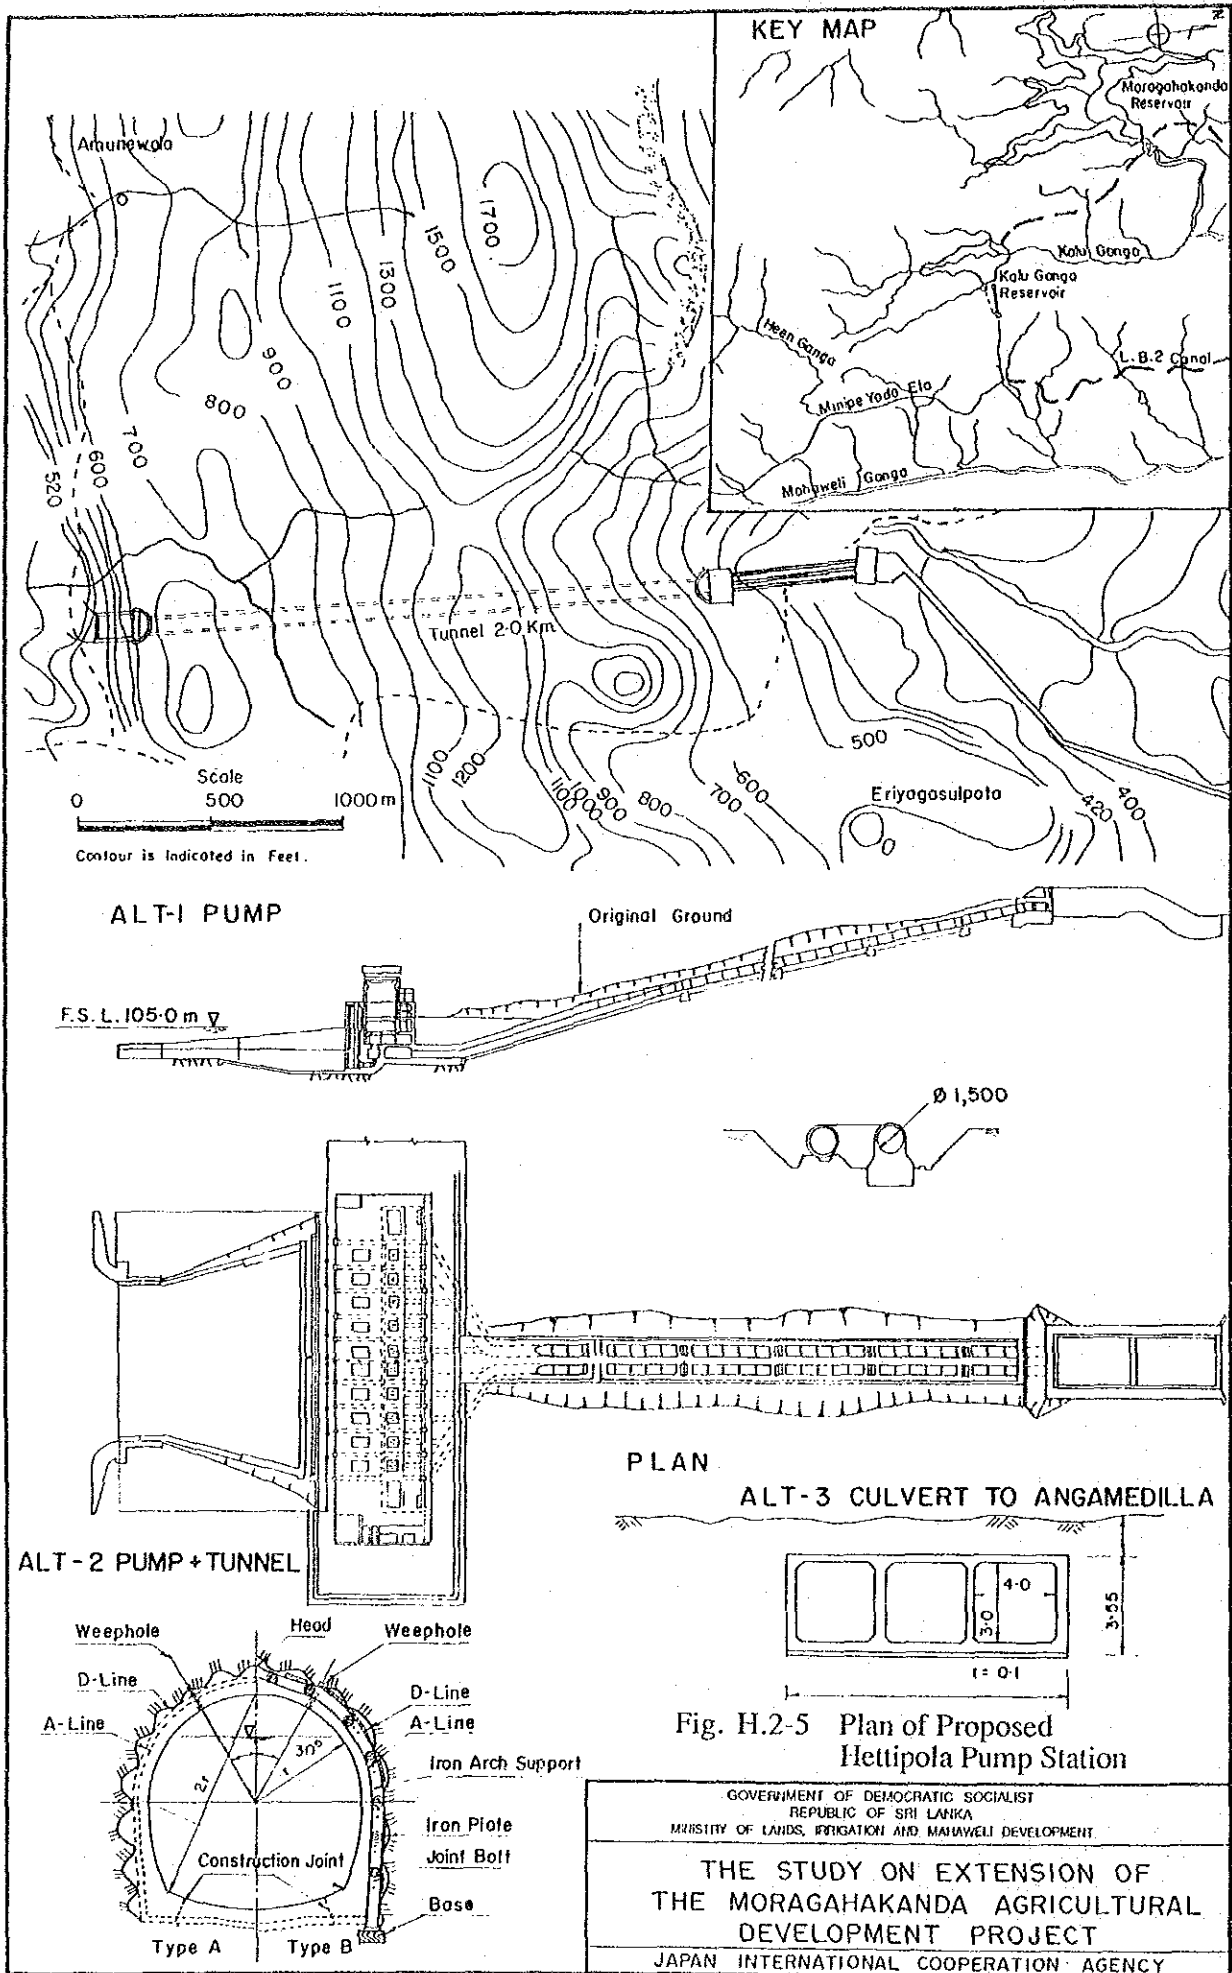 KEY MAP
Z
Moragahakanda
Reservoir
Kalu Ganga
Kalu Ganga
Reservoir
Heen Ganga
L.B.2 Canal
Minipe Yoda Ela
Mahaweli Ganga
Amunewala
1700
1500
1300
1100
900
800
700
600
520
Tunnel 2.0 Km
500
Scale
0 500 1000m
Contour is Indicated in Feet.
1100
1200
1100
1000
900
800
700
600
Eriyagasulpota
420
400
ALT-1 PUMP
Original Ground
F.S.L. 105.0 m
Ø 1,500
PLAN
ALT-3 CULVERT TO ANGAMEDILLA
4.0
3.0
3.55
t = 0.1
ALT-2 PUMP + TUNNEL
Weephole
Head
Weephole
D-Line
D-Line
A-Line
A-Line
30°
r
2r
Iron Arch Support
Iron Plate
Construction Joint
Joint Bolt
Base
Type A
Type B
Fig. H.2-5 Plan of Proposed
Hettipola Pump Station
GOVERNMENT OF DEMOCRATIC SOCIALIST
REPUBLIC OF SRI LANKA
MINISTRY OF LANDS, IRRIGATION AND MAHAWELI DEVELOPMENT
THE STUDY ON EXTENSION OF
THE MORAGAHAKANDA AGRICULTURAL
DEVELOPMENT PROJECT
JAPAN INTERNATIONAL COOPERATION AGENCY